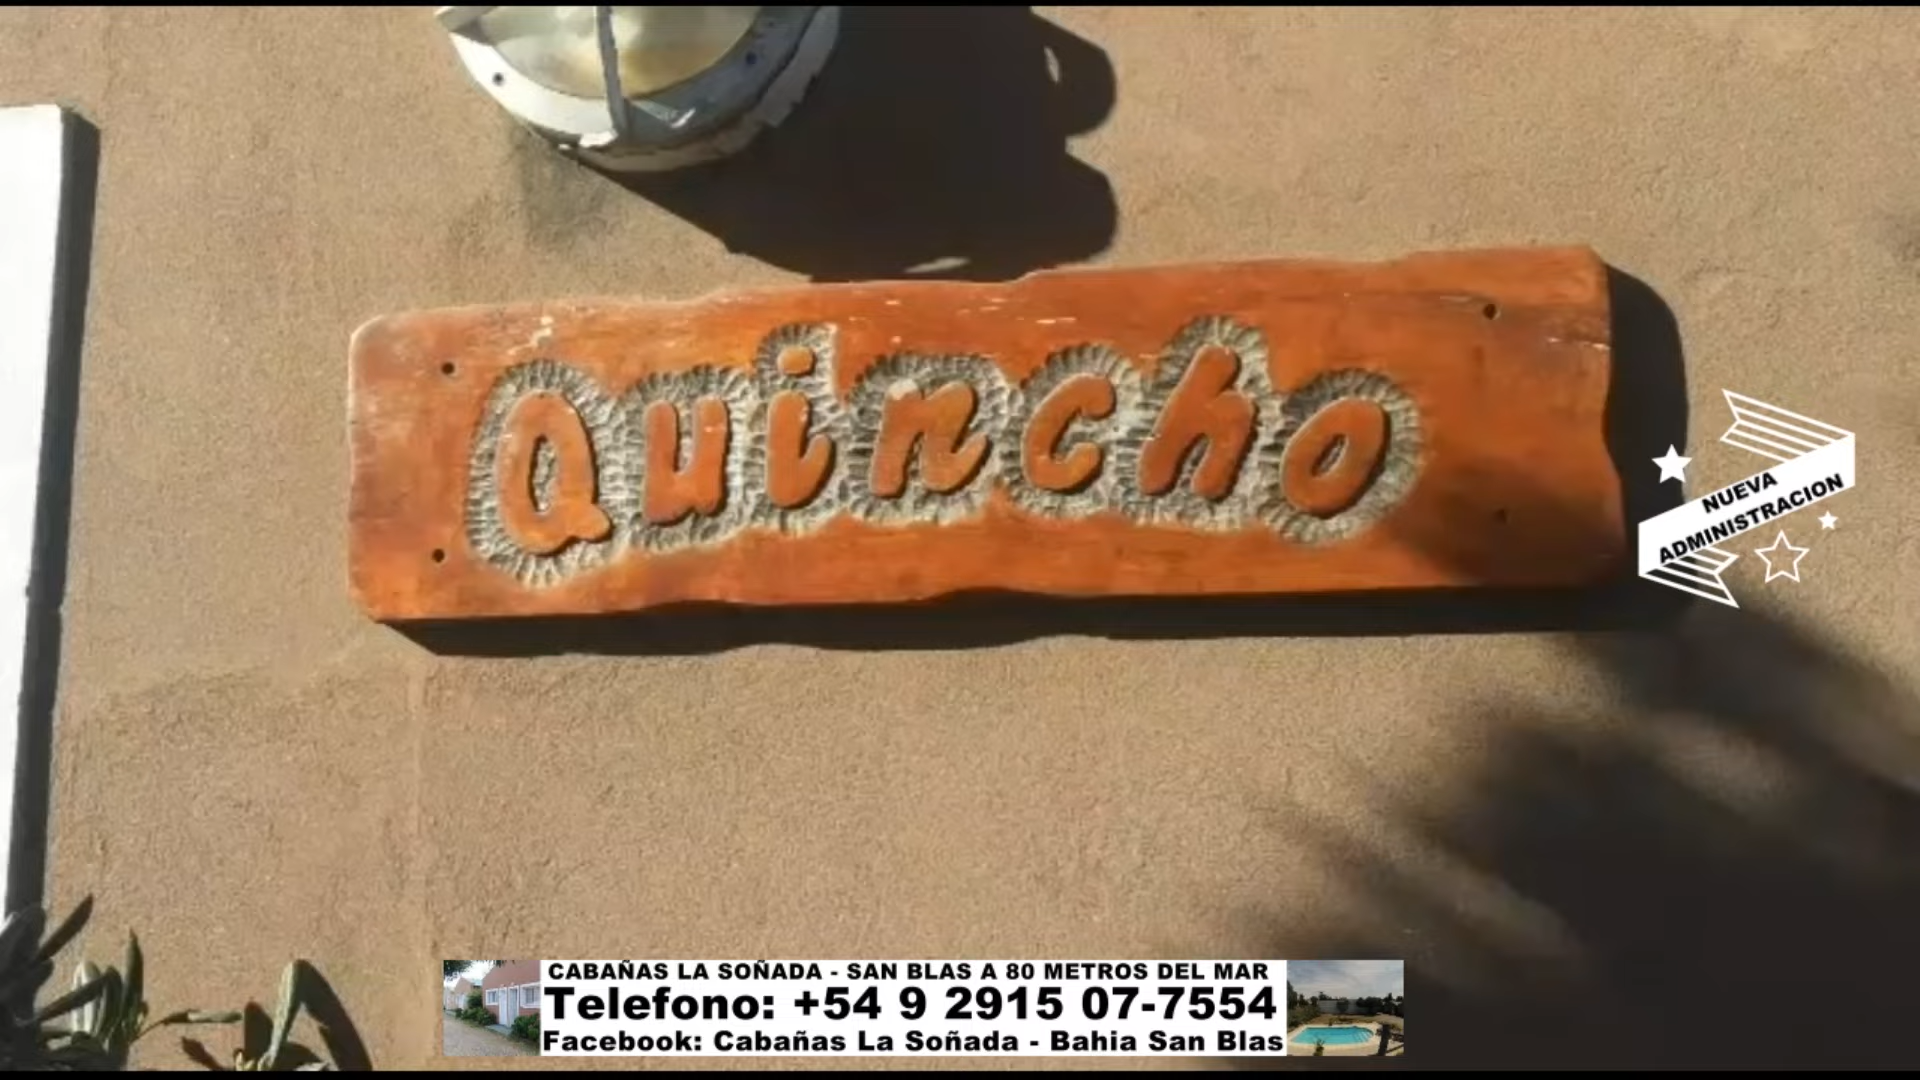 Quincho
NUEVA
ADMINISTRACION
CABAÑAS LA SOÑADA - SAN BLAS A 80 METROS DEL MAR
Telefono: +54 9 2915 07-7554
Facebook: Cabañas La Soñada - Bahia San Blas